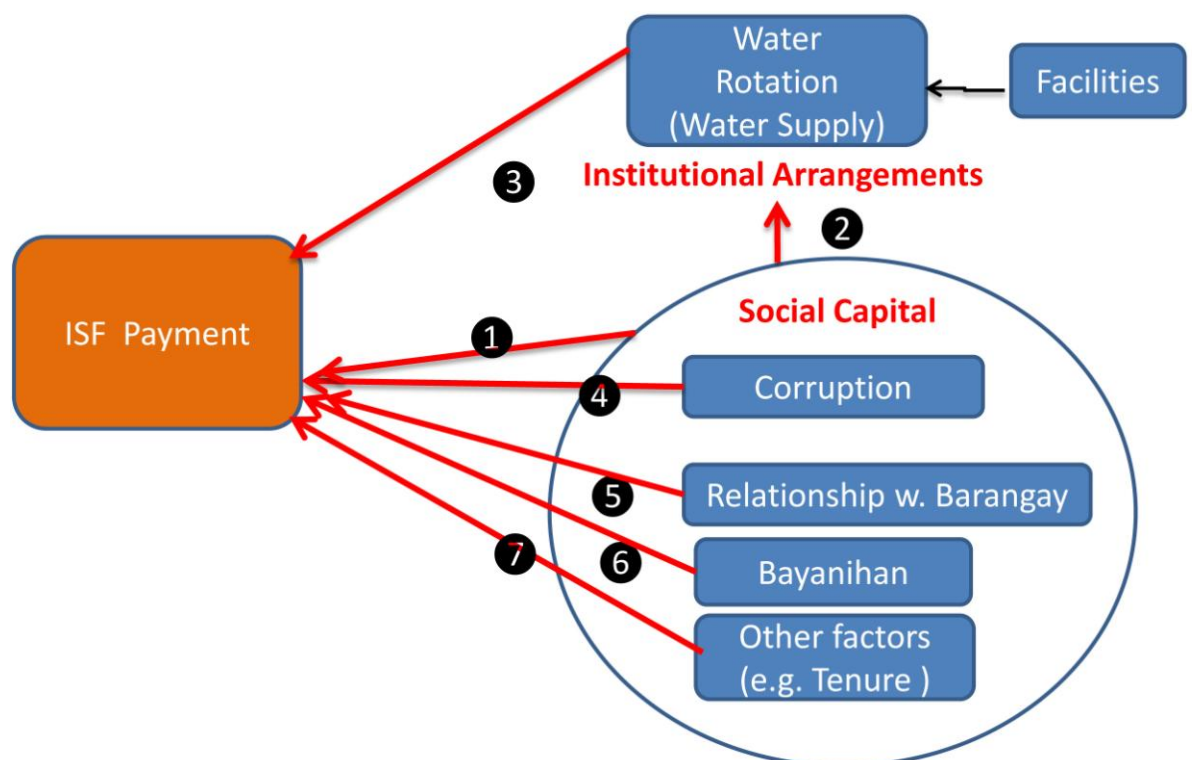 Water
Rotation
(Water Supply)
Facilities
Institutional Arrangements
3
2
ISF Payment
Social Capital
1
Corruption
4
Relationship w. Barangay
5
Bayanihan
6
7
Other factors
(e.g. Tenure )